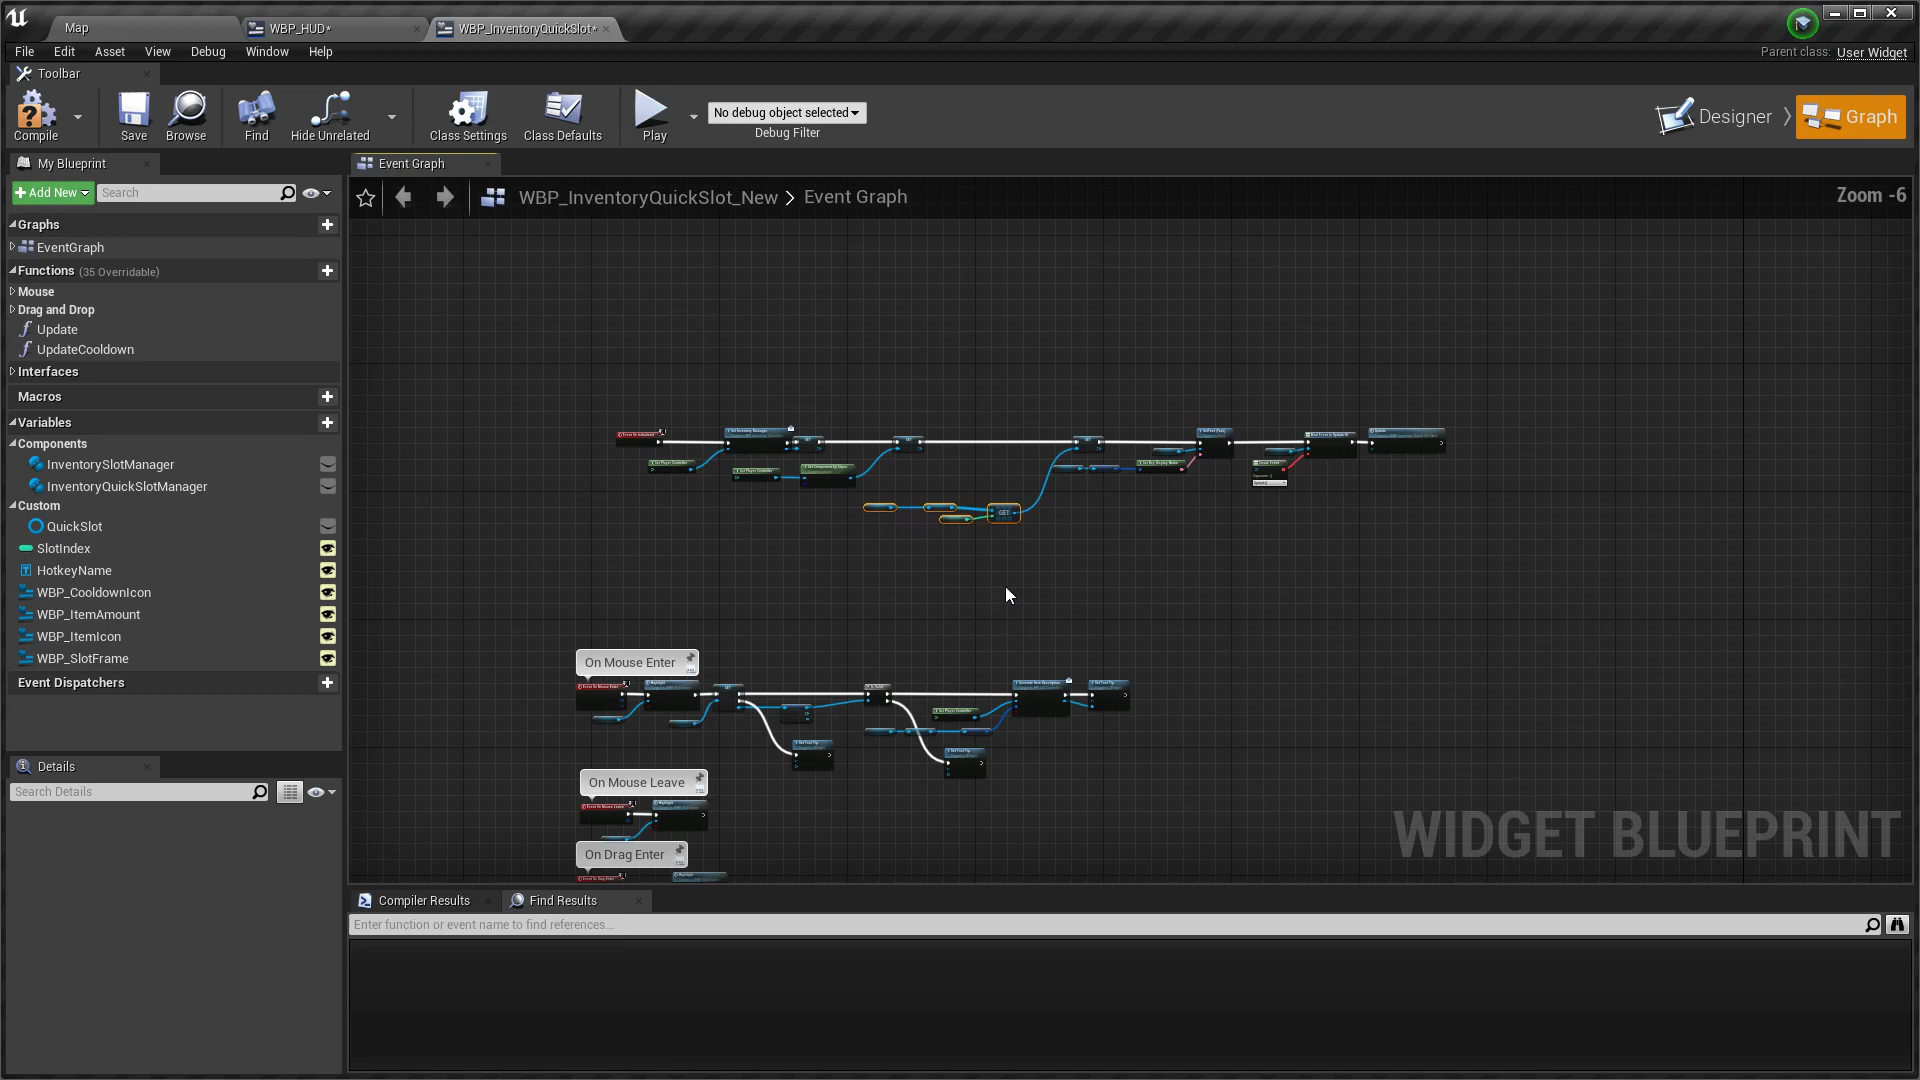 Map
WBP_HUD*
WBP_InventoryQuickSlot*
File Edit Asset View Debug Window Help
Parent class: User Widget
Toolbar
Compile
Save
Browse
Find
Hide Unrelated
Class Settings
Class Defaults
Play
No debug object selected
Debug Filter
Designer
Graph
My Blueprint
Event Graph
Add New
Search
WBP_InventoryQuickSlot_New > Event Graph
Zoom -6
Graphs
EventGraph
Functions (35 Overridable)
Mouse
Drag and Drop
Update
UpdateCooldown
Interfaces
Macros
Variables
Components
InventorySlotManager
InventoryQuickSlotManager
Custom
QuickSlot
SlotIndex
HotkeyName
WBP_CooldownIcon
WBP_ItemAmount
WBP_ItemIcon
WBP_SlotFrame
Event Dispatchers
Details
Search Details
GET
On Mouse Enter
On Mouse Leave
On Drag Enter
WIDGET BLUEPRINT
Compiler Results
Find Results
Enter function or event name to find references...